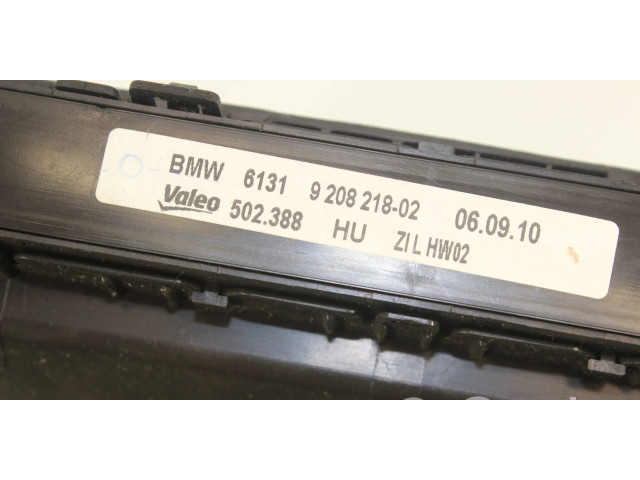 BMW 6131 9 208 218-02 06.09.10
Valeo 502.388 HU ZI L HW02